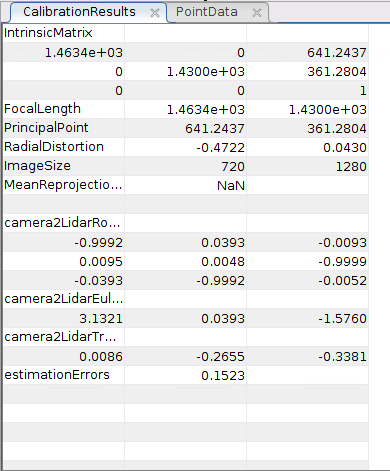 CalibrationResults PointData
IntrinsicMatrix
1.4634e+03 0 641.2437
0 1.4300e+03 361.2804
0 0 1
FocalLength 1.4634e+03 1.4300e+03
PrincipalPoint 641.2437 361.2804
RadialDistortion -0.4722 0.0430
ImageSize 720 1280
MeanReprojectio... NaN
camera2LidarRo...
-0.9992 0.0393 -0.0093
0.0095 0.0048 -0.9999
-0.0393 -0.9992 -0.0052
camera2LidarEul...
3.1321 0.0393 -1.5760
camera2LidarTr...
0.0086 -0.2655 -0.3381
estimationErrors 0.1523